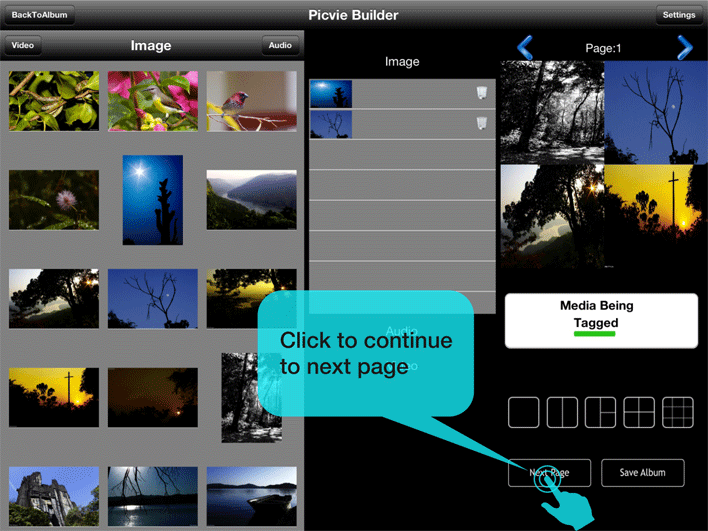 BackToAlbum
Picvie Builder
Settings
Video
Image
Audio
Image
Page:1
Media Being
Tagged
Audio
Click to continue
to next page
Next Page
Save Album